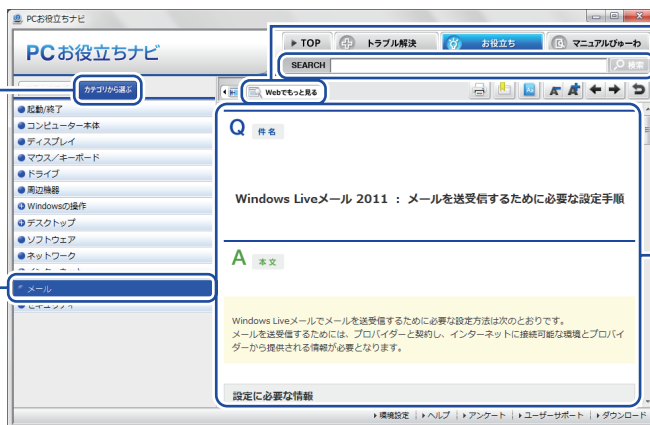 PCお役立ちナビ
PCお役立ちナビ
TOP
トラブル解決
お役立ち
マニュアルびゅーわ
SEARCH
検索
カテゴリから選ぶ
Webでもっと見る
起動/終了
コンピューター本体
ディスプレイ
マウス/キーボード
ドライブ
周辺機器
Windowsの操作
デスクトップ
ソフトウェア
ネットワーク
メール
セキュリティ
Q 件名
Windows Liveメール 2011 : メールを送受信するために必要な設定手順
A 本文
Windows Liveメールでメールを送受信するために必要な設定方法は次のとおりです。
メールを送受信するためには、プロバイダーと契約し、インターネットに接続可能な環境とプロバイ
ダーから提供される情報が必要となります。
設定に必要な情報
環境設定 ヘルプ アンケート ユーザーサポート ダウンロード